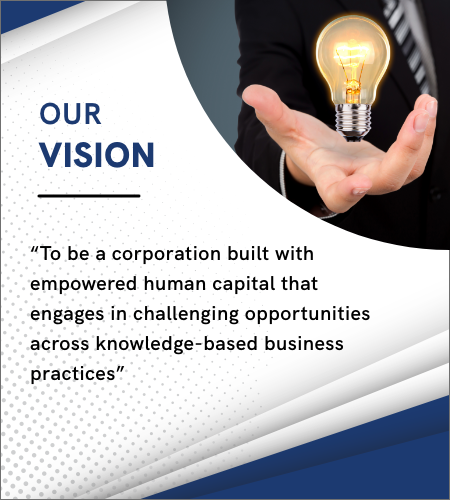 OUR
VISION
“To be a corporation built with
empowered human capital that
engages in challenging opportunities
across knowledge-based business
practices”